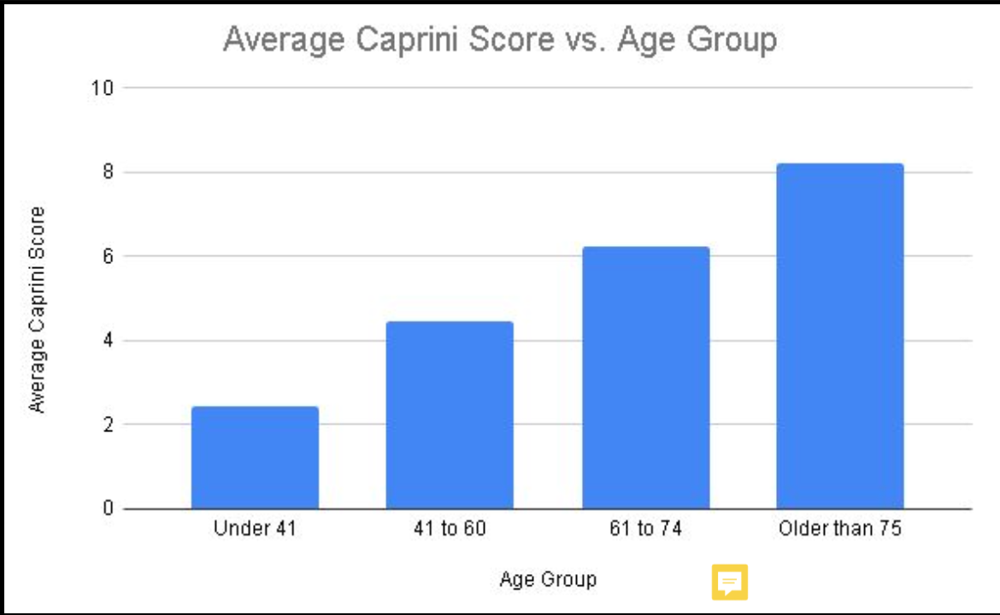 Average Caprini Score vs. Age Group
Average Caprini Score
10
8
6
4
2
0
Under 41 41 to 60 61 to 74 Older than 75
Age Group